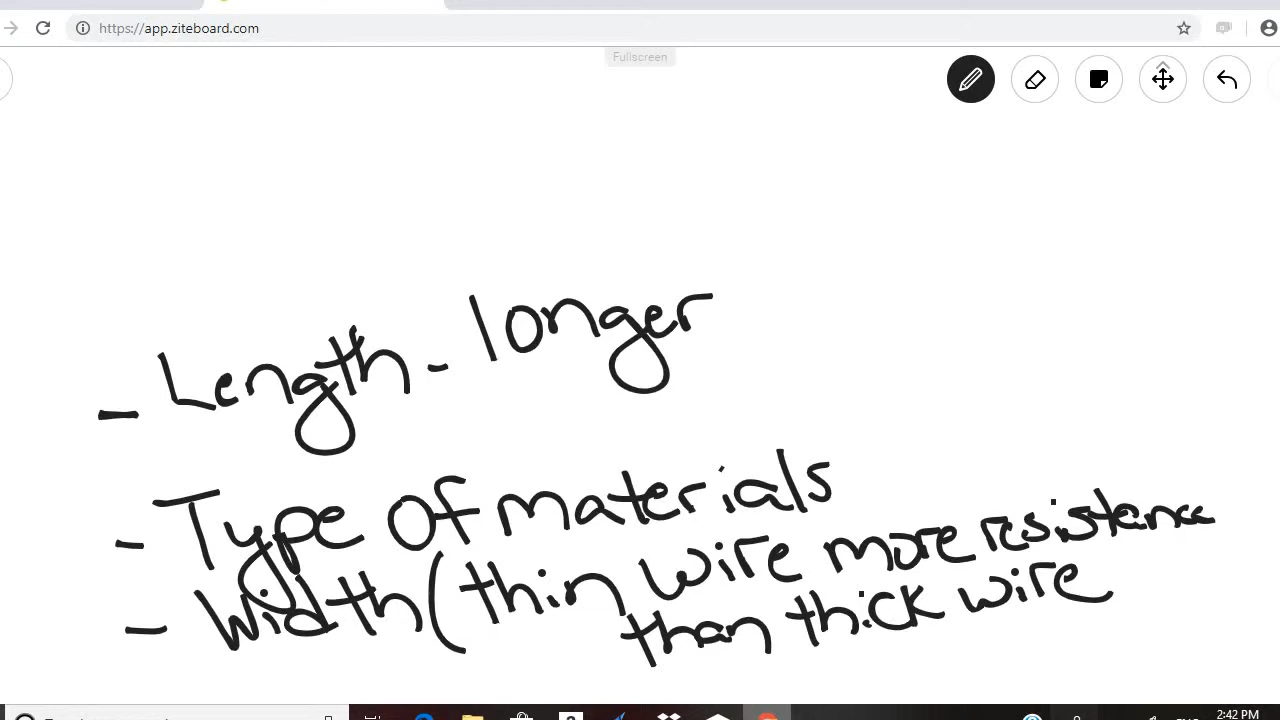 https://app.ziteboard.com
Fullscreen
- Length - longer
- Type of materials
- Width (thin wire more resistance
than thick wire
2:42 PM